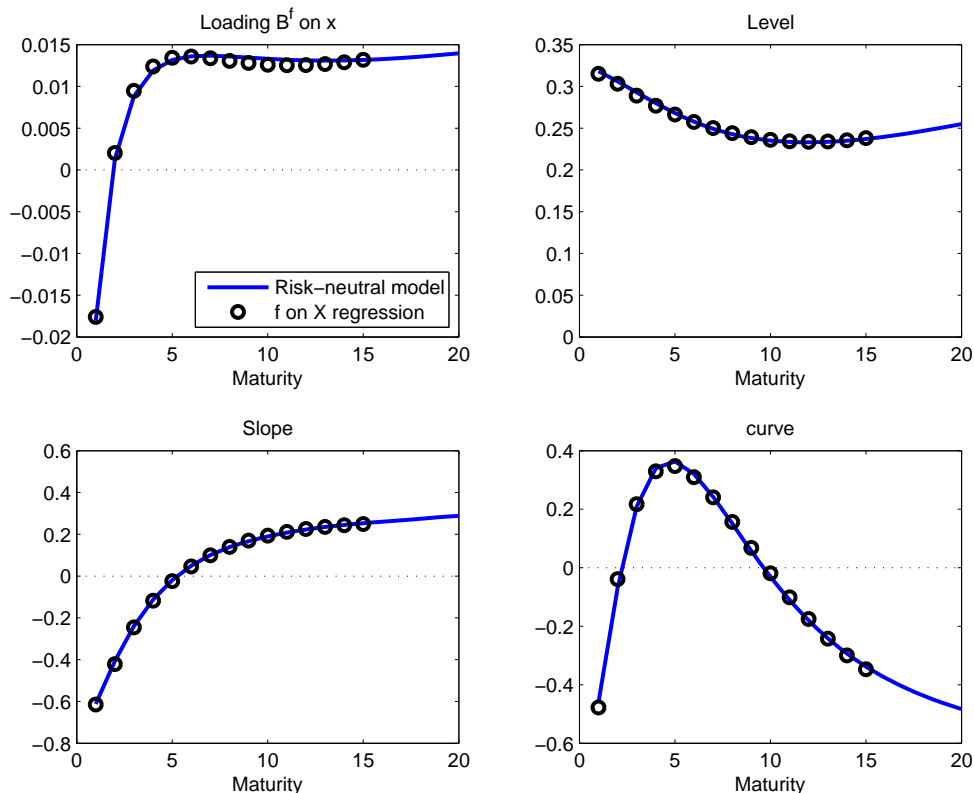 Loading B^f on x
0.015
0.01
0.005
0
−0.005
−0.01
−0.015
−0.02
0 5 10 15 20
Maturity
Risk−neutral model
f on X regression
Level
0.35
0.3
0.25
0.2
0.15
0.1
0.05
0
0 5 10 15 20
Maturity
Slope
0.6
0.4
0.2
0
−0.2
−0.4
−0.6
−0.8
0 5 10 15 20
Maturity
curve
0.4
0.2
0
−0.2
−0.4
−0.6
0 5 10 15 20
Maturity